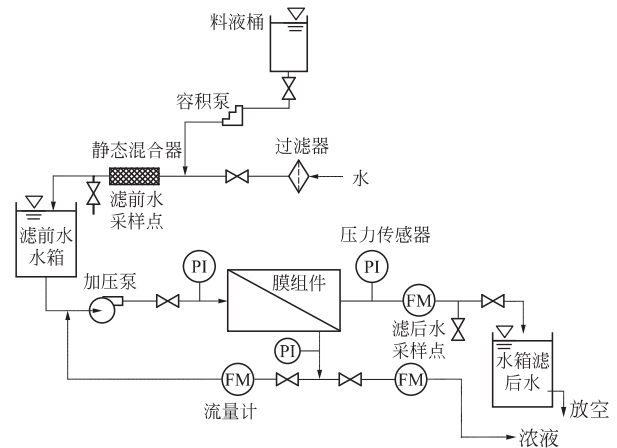 料液桶
容积泵
静态混合器
过滤器
水
滤前水
采样点
滤前水
水箱
加压泵
PI
膜组件
压力传感器
PI
FM
滤后水
采样点
PI
水箱滤
后水
FM
FM
流量计
放空
浓液